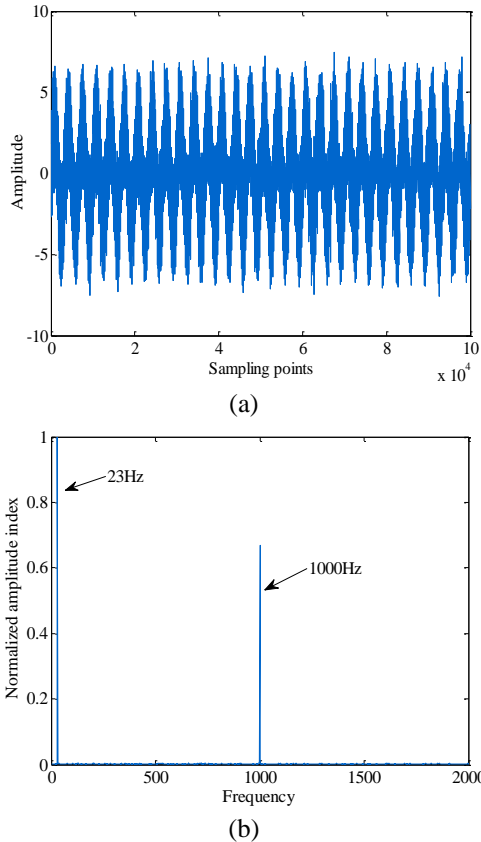 10
5
Amplitude
0
-5
-10
0 2 4 6 8 10
Sampling points
x 10^4
(a)
1
23Hz
0.8
Normalized amplitude index
0.6
1000Hz
0.4
0.2
0
0 500 1000 1500 2000
Frequency
(b)